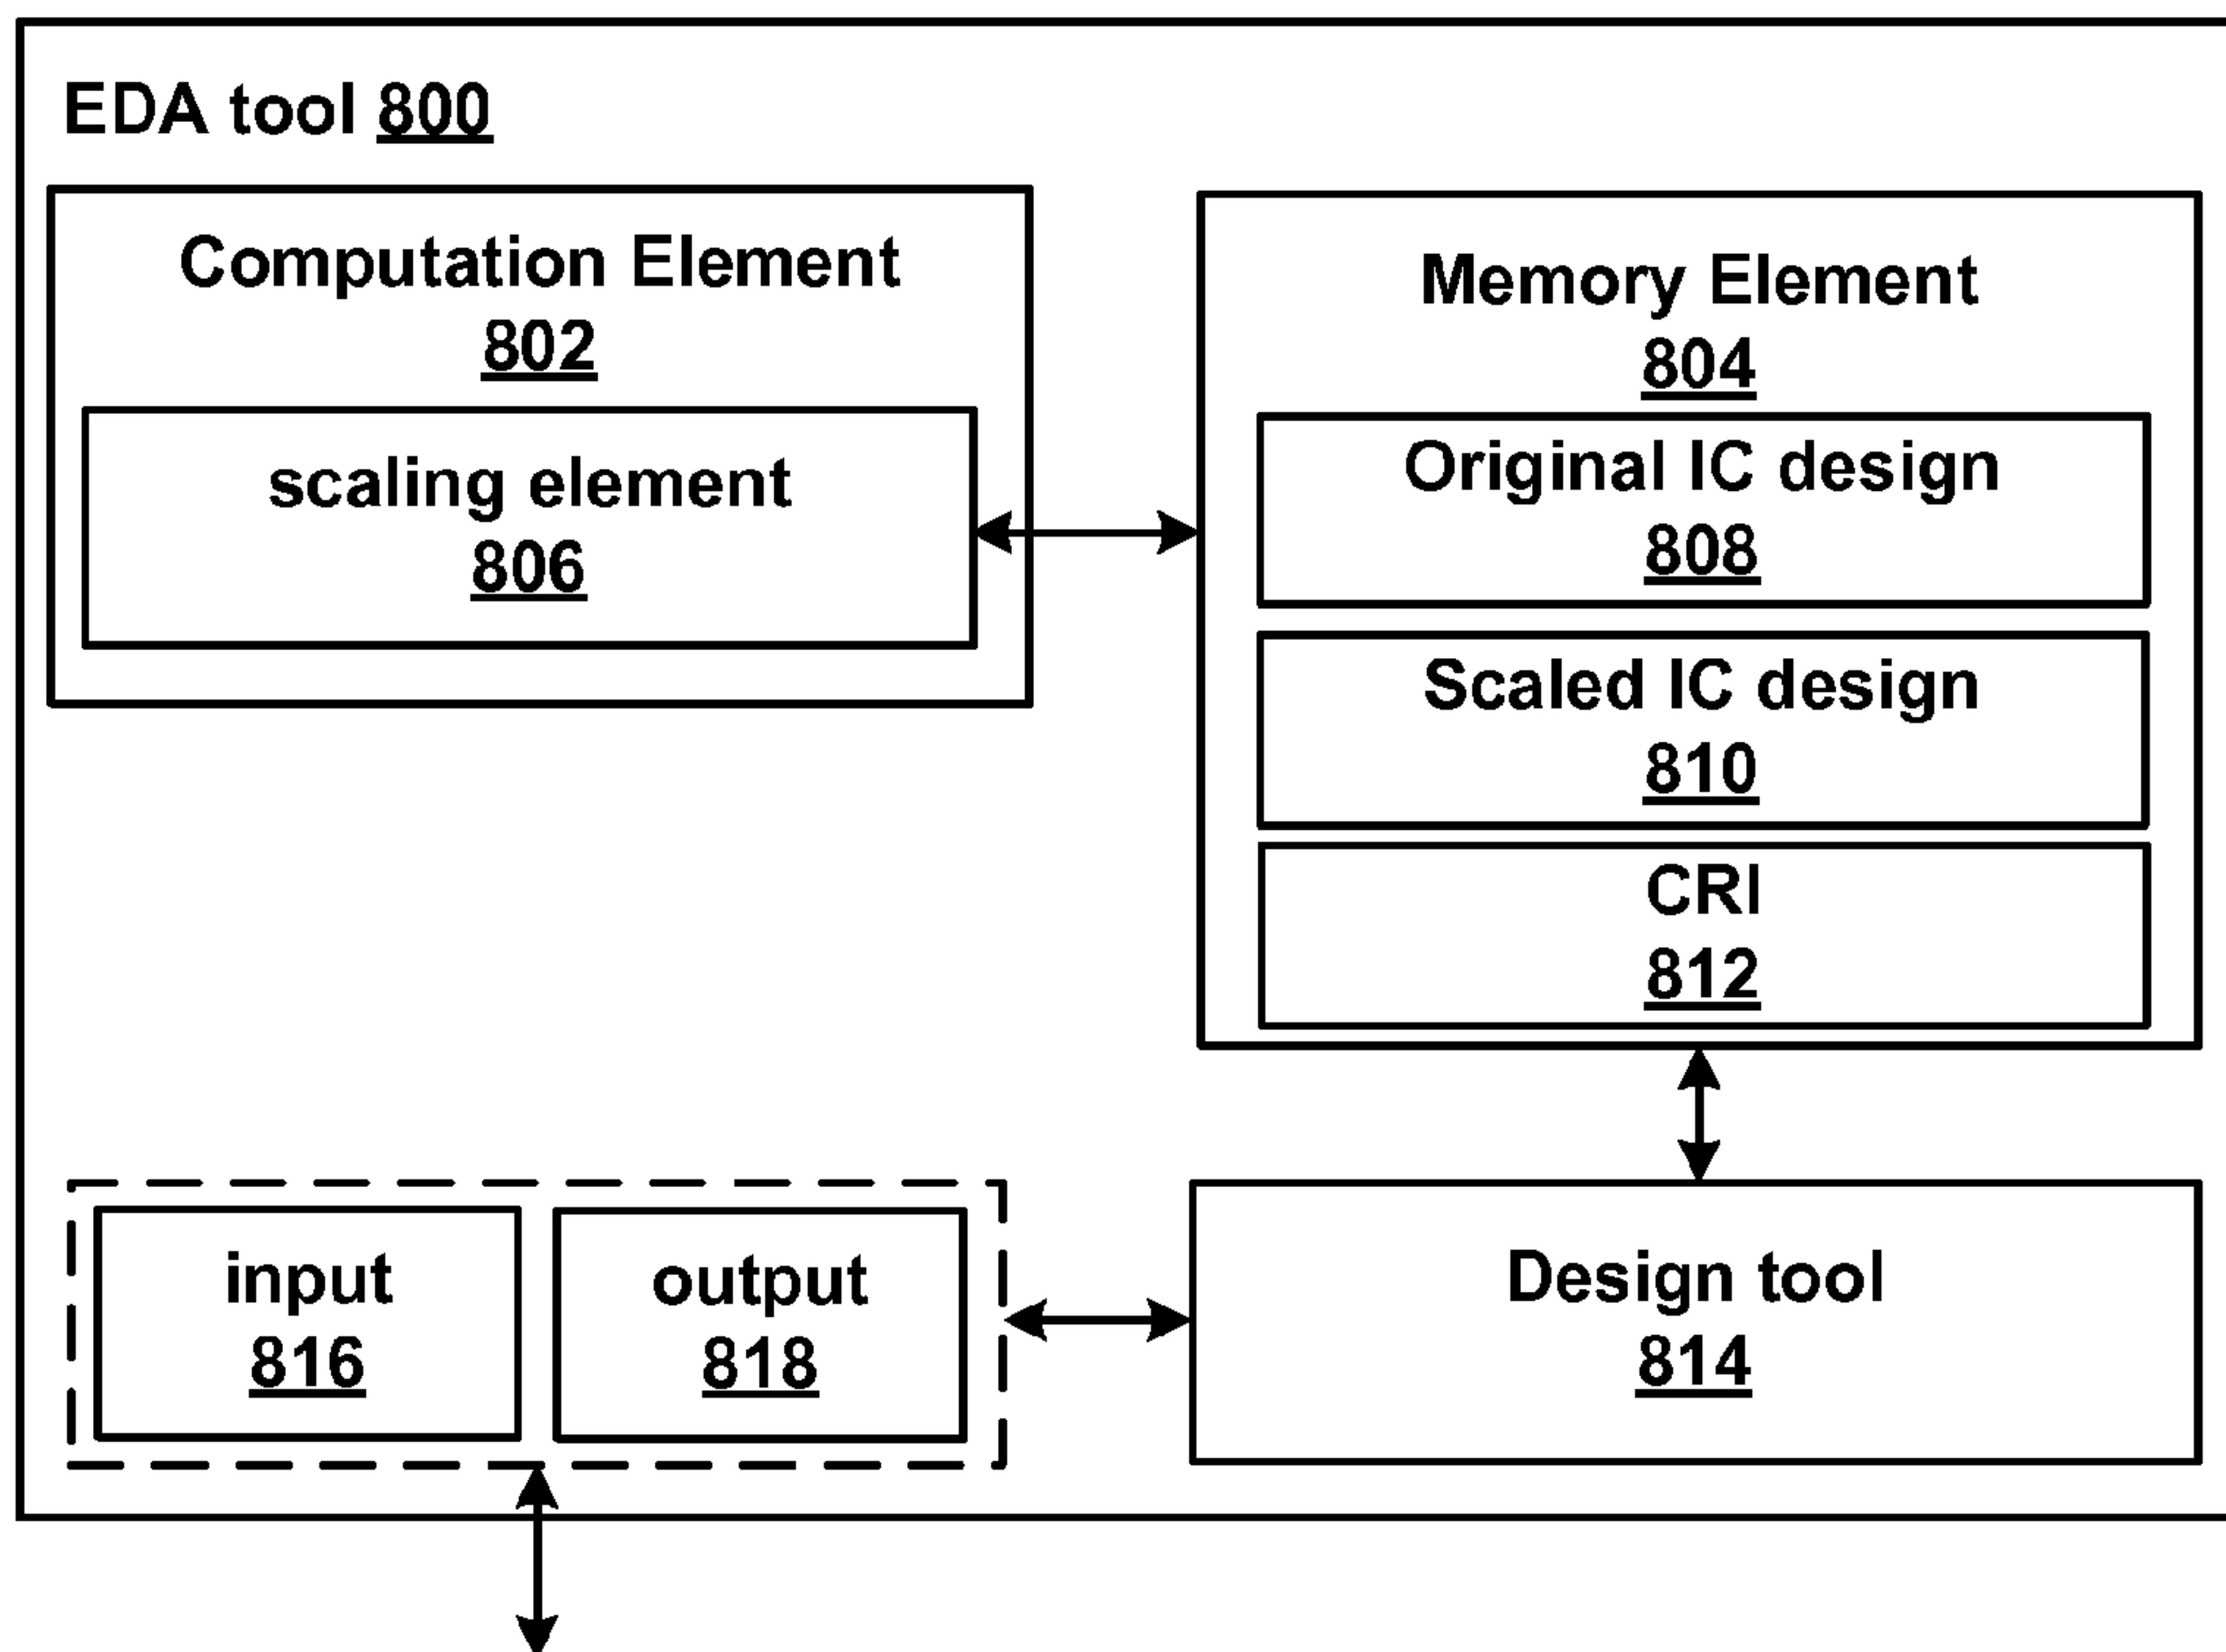 EDA tool 800
Computation Element
802
scaling element
806
Memory Element
804
Original IC design
808
Scaled IC design
810
CRI
812
input
816
output
818
Design tool
814